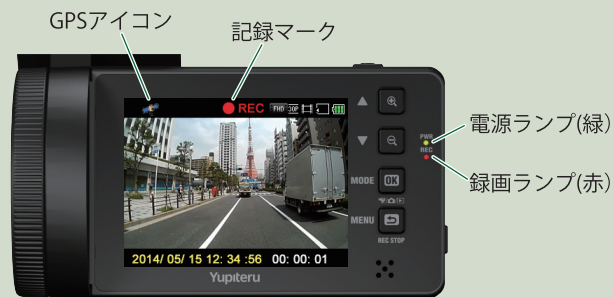 GPSアイコン
記録マーク
REC FHD 30P
電源ランプ(緑)
PWR
REC
録画ランプ(赤)
MODE OK
MENU
REC STOP
2014/ 05/ 15 12: 34 :56 00: 00: 01
Yupiteru